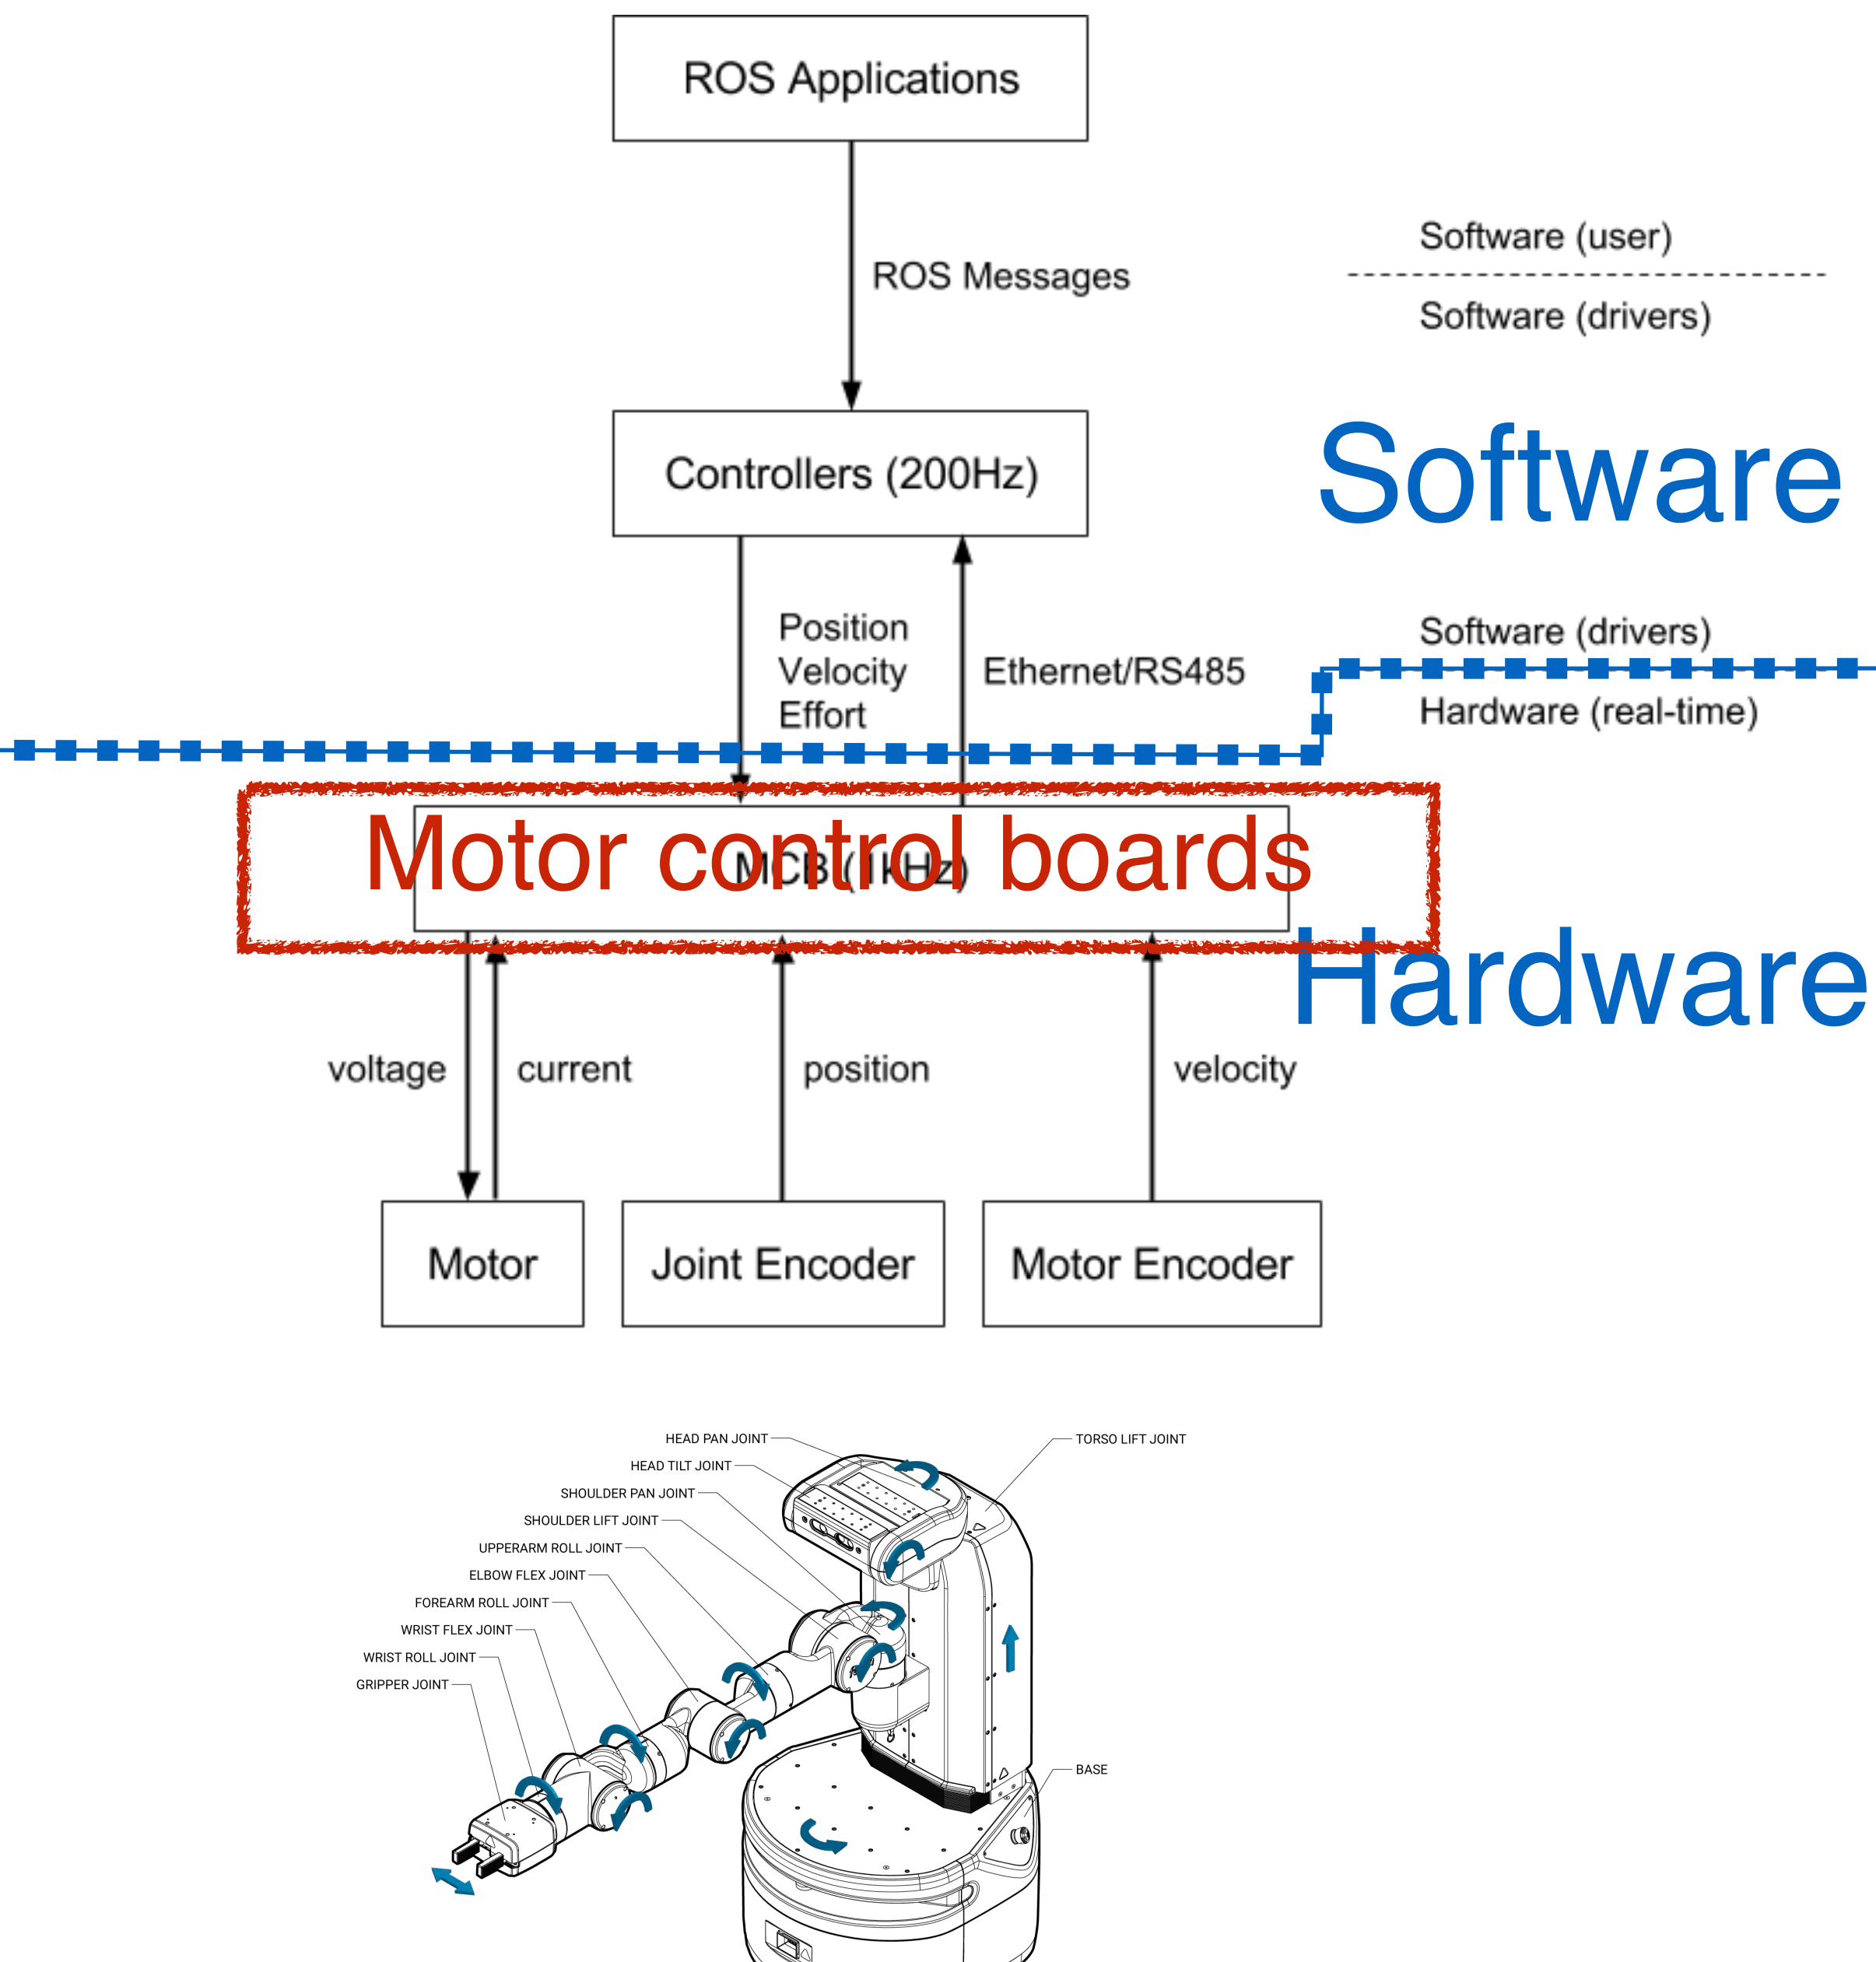 ROS Applications
ROS Messages
Software (user)
Software (drivers)
Controllers (200Hz)
Software
Position
Velocity
Effort
Ethernet/RS485
Software (drivers)
Hardware (real-time)
Motor control boards
MCB (1kHz)
Hardware
voltage
current
position
velocity
Motor
Joint Encoder
Motor Encoder
HEAD PAN JOINT
TORSO LIFT JOINT
HEAD TILT JOINT
SHOULDER PAN JOINT
SHOULDER LIFT JOINT
UPPERARM ROLL JOINT
ELBOW FLEX JOINT
FOREARM ROLL JOINT
WRIST FLEX JOINT
WRIST ROLL JOINT
GRIPPER JOINT
BASE